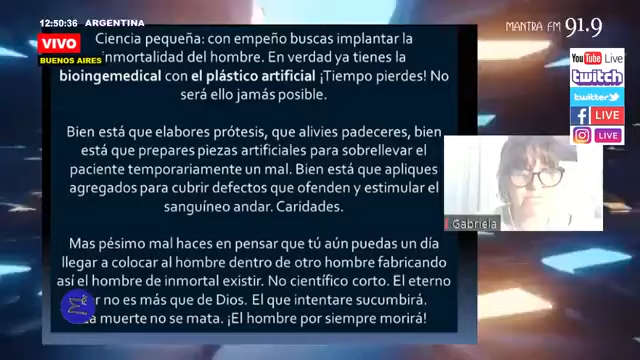 12:50:36 ARGENTINA
VIVO
BUENOS AIRES
MANTRA FM 91.9
Ciencia pequeña: con empeño buscas implantar la
inmortalidad del hombre. En verdad ya tienes la
bioingemedical con el plástico artificial ¡Tiempo pierdes! No
será ello jamás posible.
Bien está que elabores prótesis, que alivies padeceres, bien
está que prepares piezas artificiales para sobrellevar el
paciente temporariamente un mal. Bien está que apliques
agregados para cubrir defectos que ofenden y estimular el
sanguíneo andar. Caridades.
Mas pésimo mal haces en pensar que tú aún puedas un día
llegar a colocar al hombre dentro de otro hombre fabricando
así el hombre de inmortal existir. No científico corto. El eterno
no es más que de Dios. El que intentare sucumbirá.
La muerte no se mata. ¡El hombre por siempre morirá!
YouTube Live
twitch
twitter
f LIVE
LIVE
Gabriela